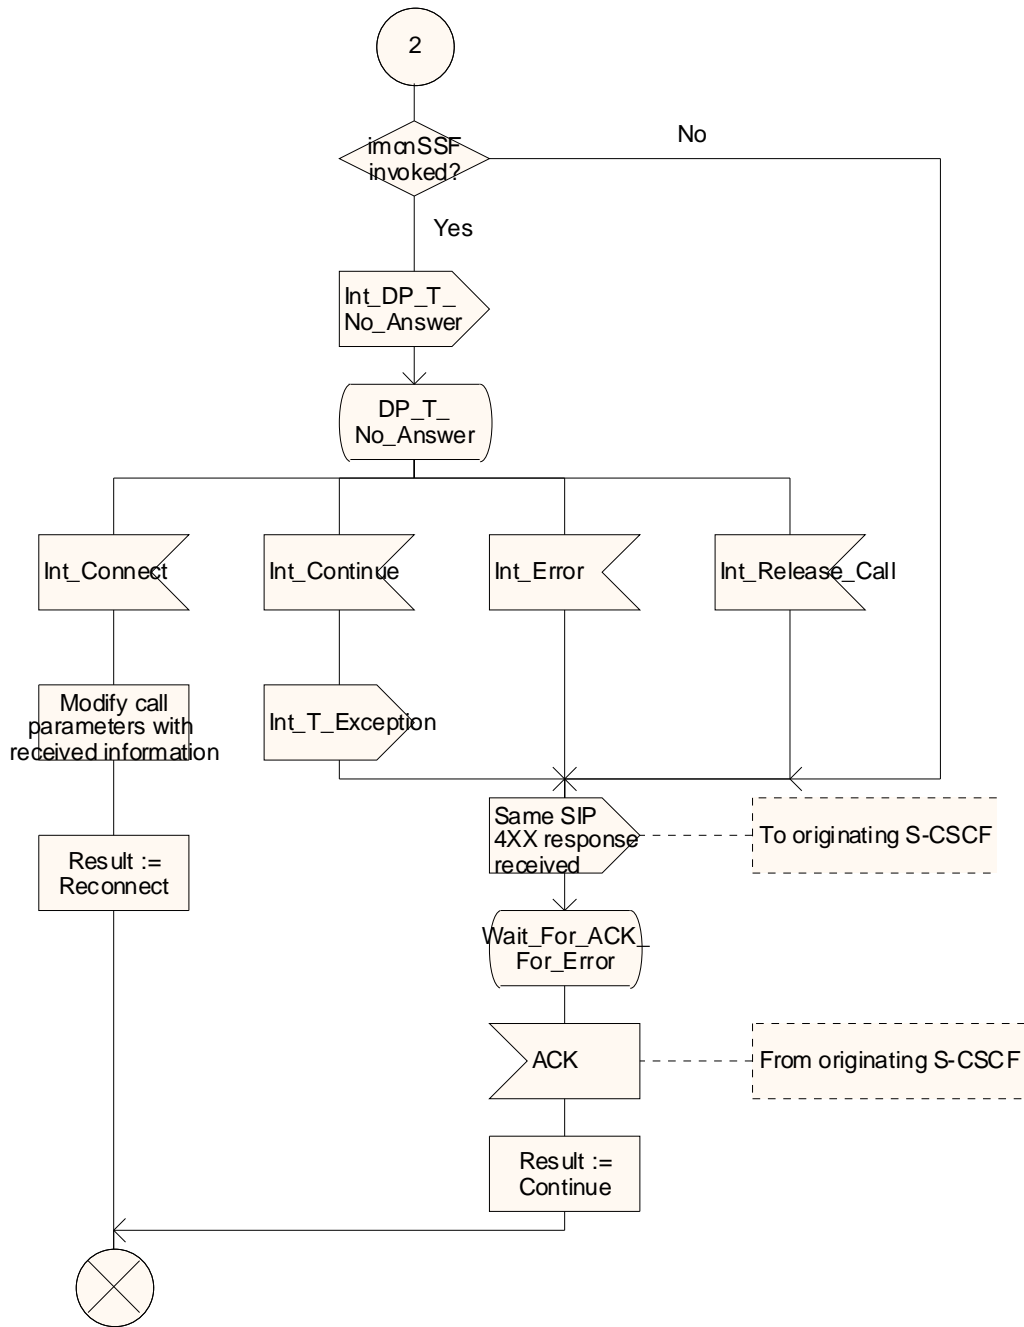 2
imcnSSF
invoked?
No
Yes
Int_DP_T_
No_Answer
DP_T_
No_Answer
Int_Connect
Int_Continue
Int_Error
Int_Release_Call
Modify call
parameters with
received information
Int_T_Exception
Same SIP
4XX response
received
To originating S-CSCF
Result :=
Reconnect
Wait_For_ACK_
For_Error
ACK
From originating S-CSCF
Result :=
Continue